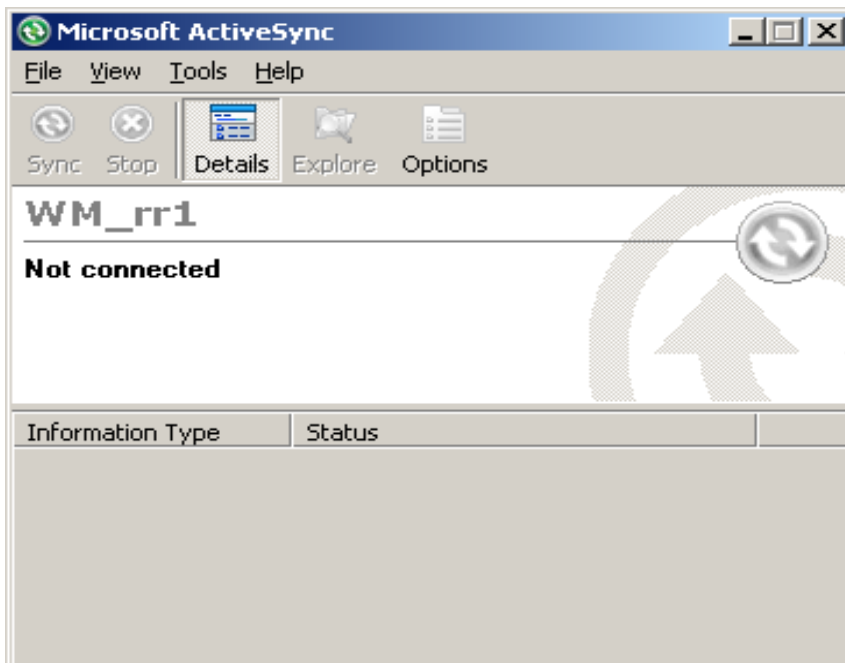 Microsoft ActiveSync
File View Tools Help
Sync Stop Details Explore Options
WM_rr1
Not connected
Information Type Status